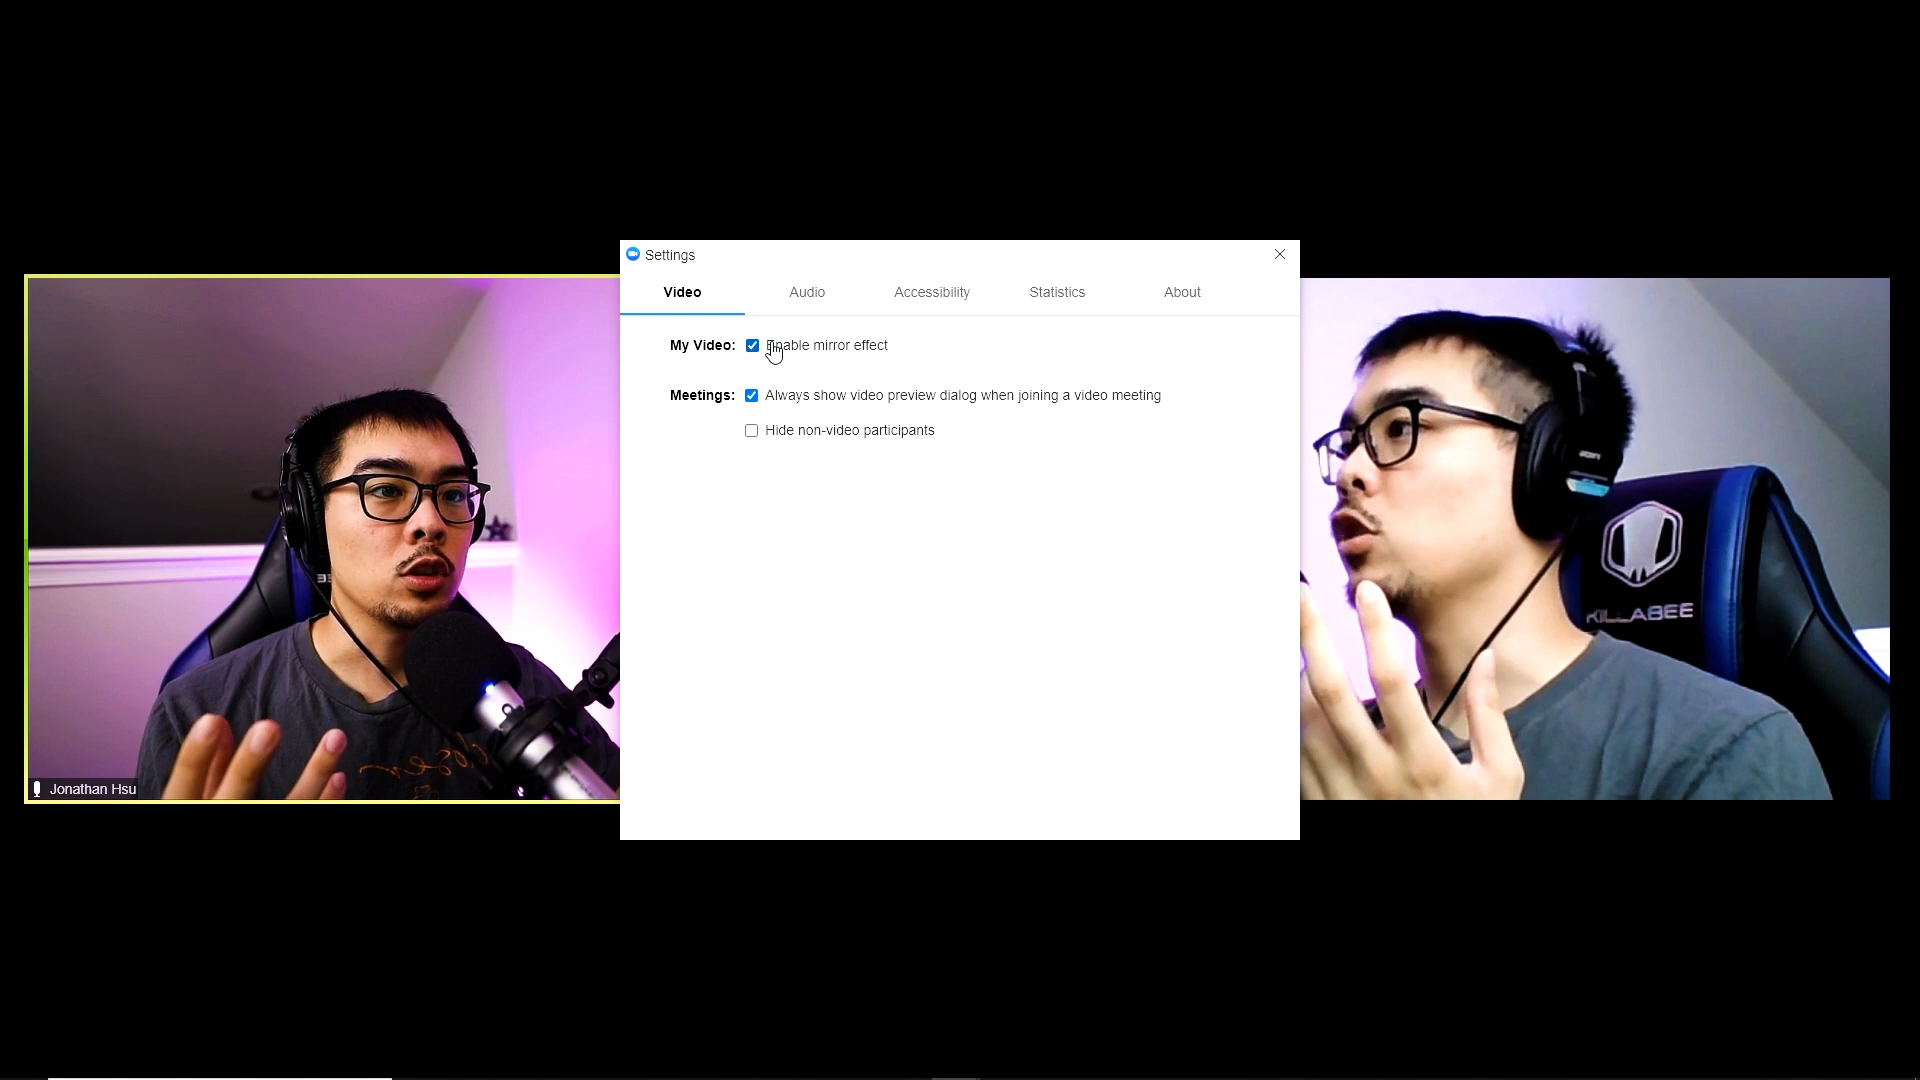 Settings
Video
Audio
Accessibility
Statistics
About
My Video: Enable mirror effect
Meetings: Always show video preview dialog when joining a video meeting
Hide non-video participants
SONY
KILLABEE
Jonathan Hsu